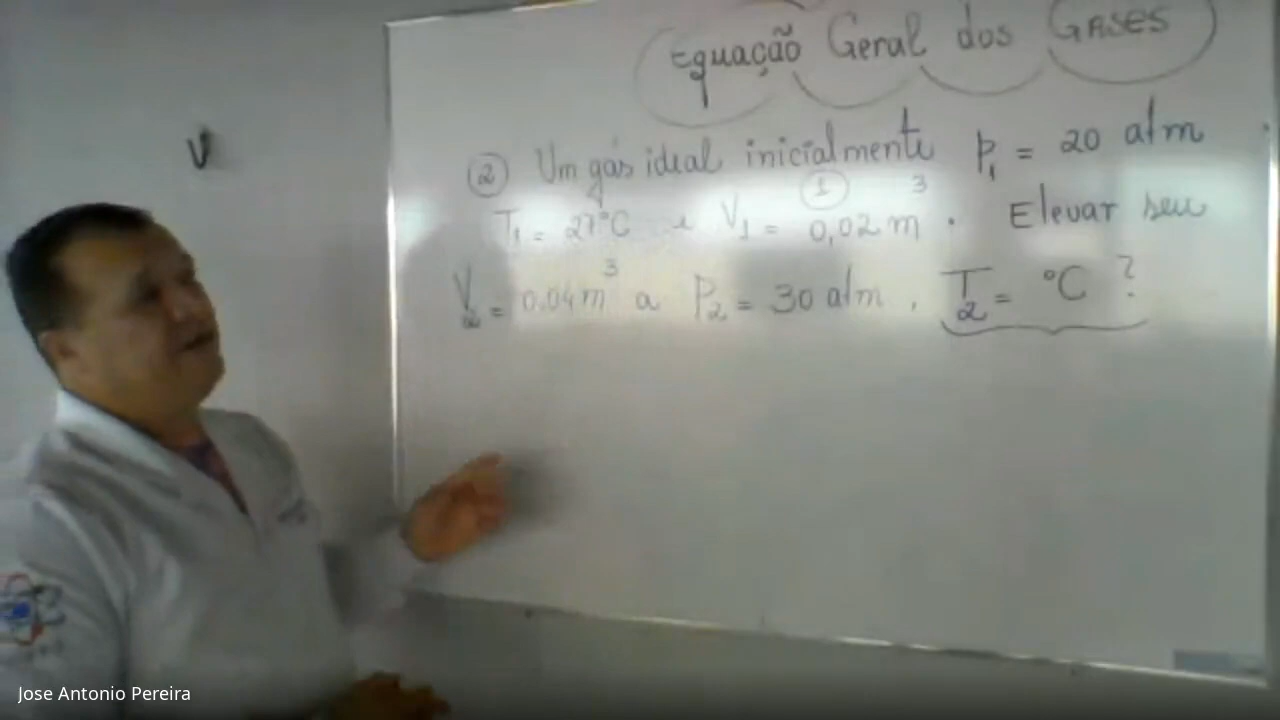 Equação Geral dos GASES
V
② Um gás ideal inicialmente P₁ = 20 atm
①
T₁ = 27°C e V₁ = 0,02 m³. Elevar seu
V₂ = 0.04 m³ a P₂ = 30 atm, T₂ = °C ?
Jose Antonio Pereira